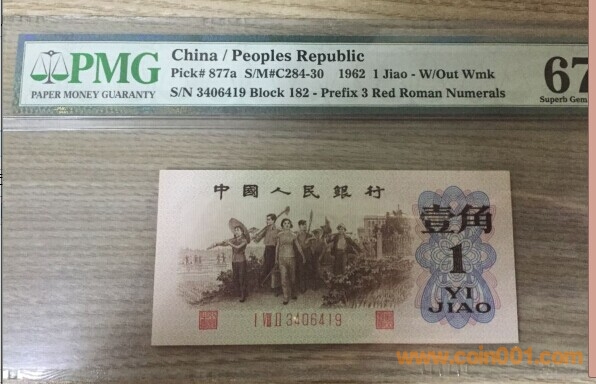 PMG
PAPER MONEY GUARANTY
China / Peoples Republic
Pick# 877a S/M#C284-30 1962 1 Jiao - W/Out Wmk
S/N 3406419 Block 182 - Prefix 3 Red Roman Numerals
67
Superb Gem
中國人民銀行
壹角
1
YI
JIAO
I VIII II 3406419
www.coin001.com